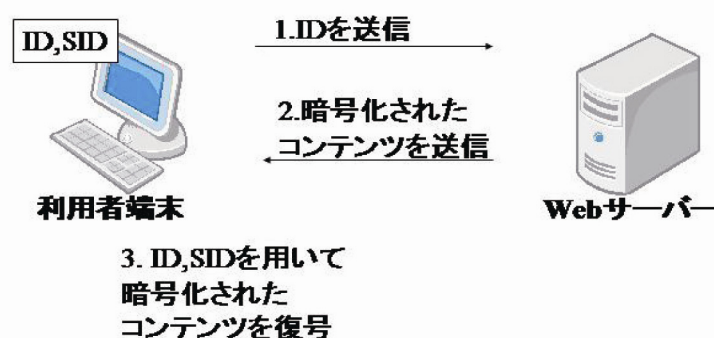 ID,SID
1.IDを送信
2.暗号化された
コンテンツを送信
利用者端末
Webサーバー
3. ID,SIDを用いて
暗号化された
コンテンツを復号